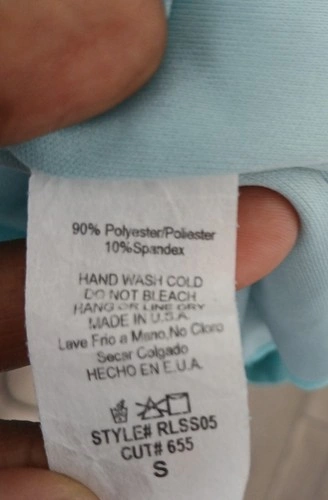 90% Polyester/Poliester
10%Spandex
HAND WASH COLD
DO NOT BLEACH
HANG OR LINE DRY
MADE IN U.S.A.
Lave Frio a Mano,No Cloro
Secar Colgado
HECHO EN E.U.A.
STYLE# RLSS05
CUT# 655
S